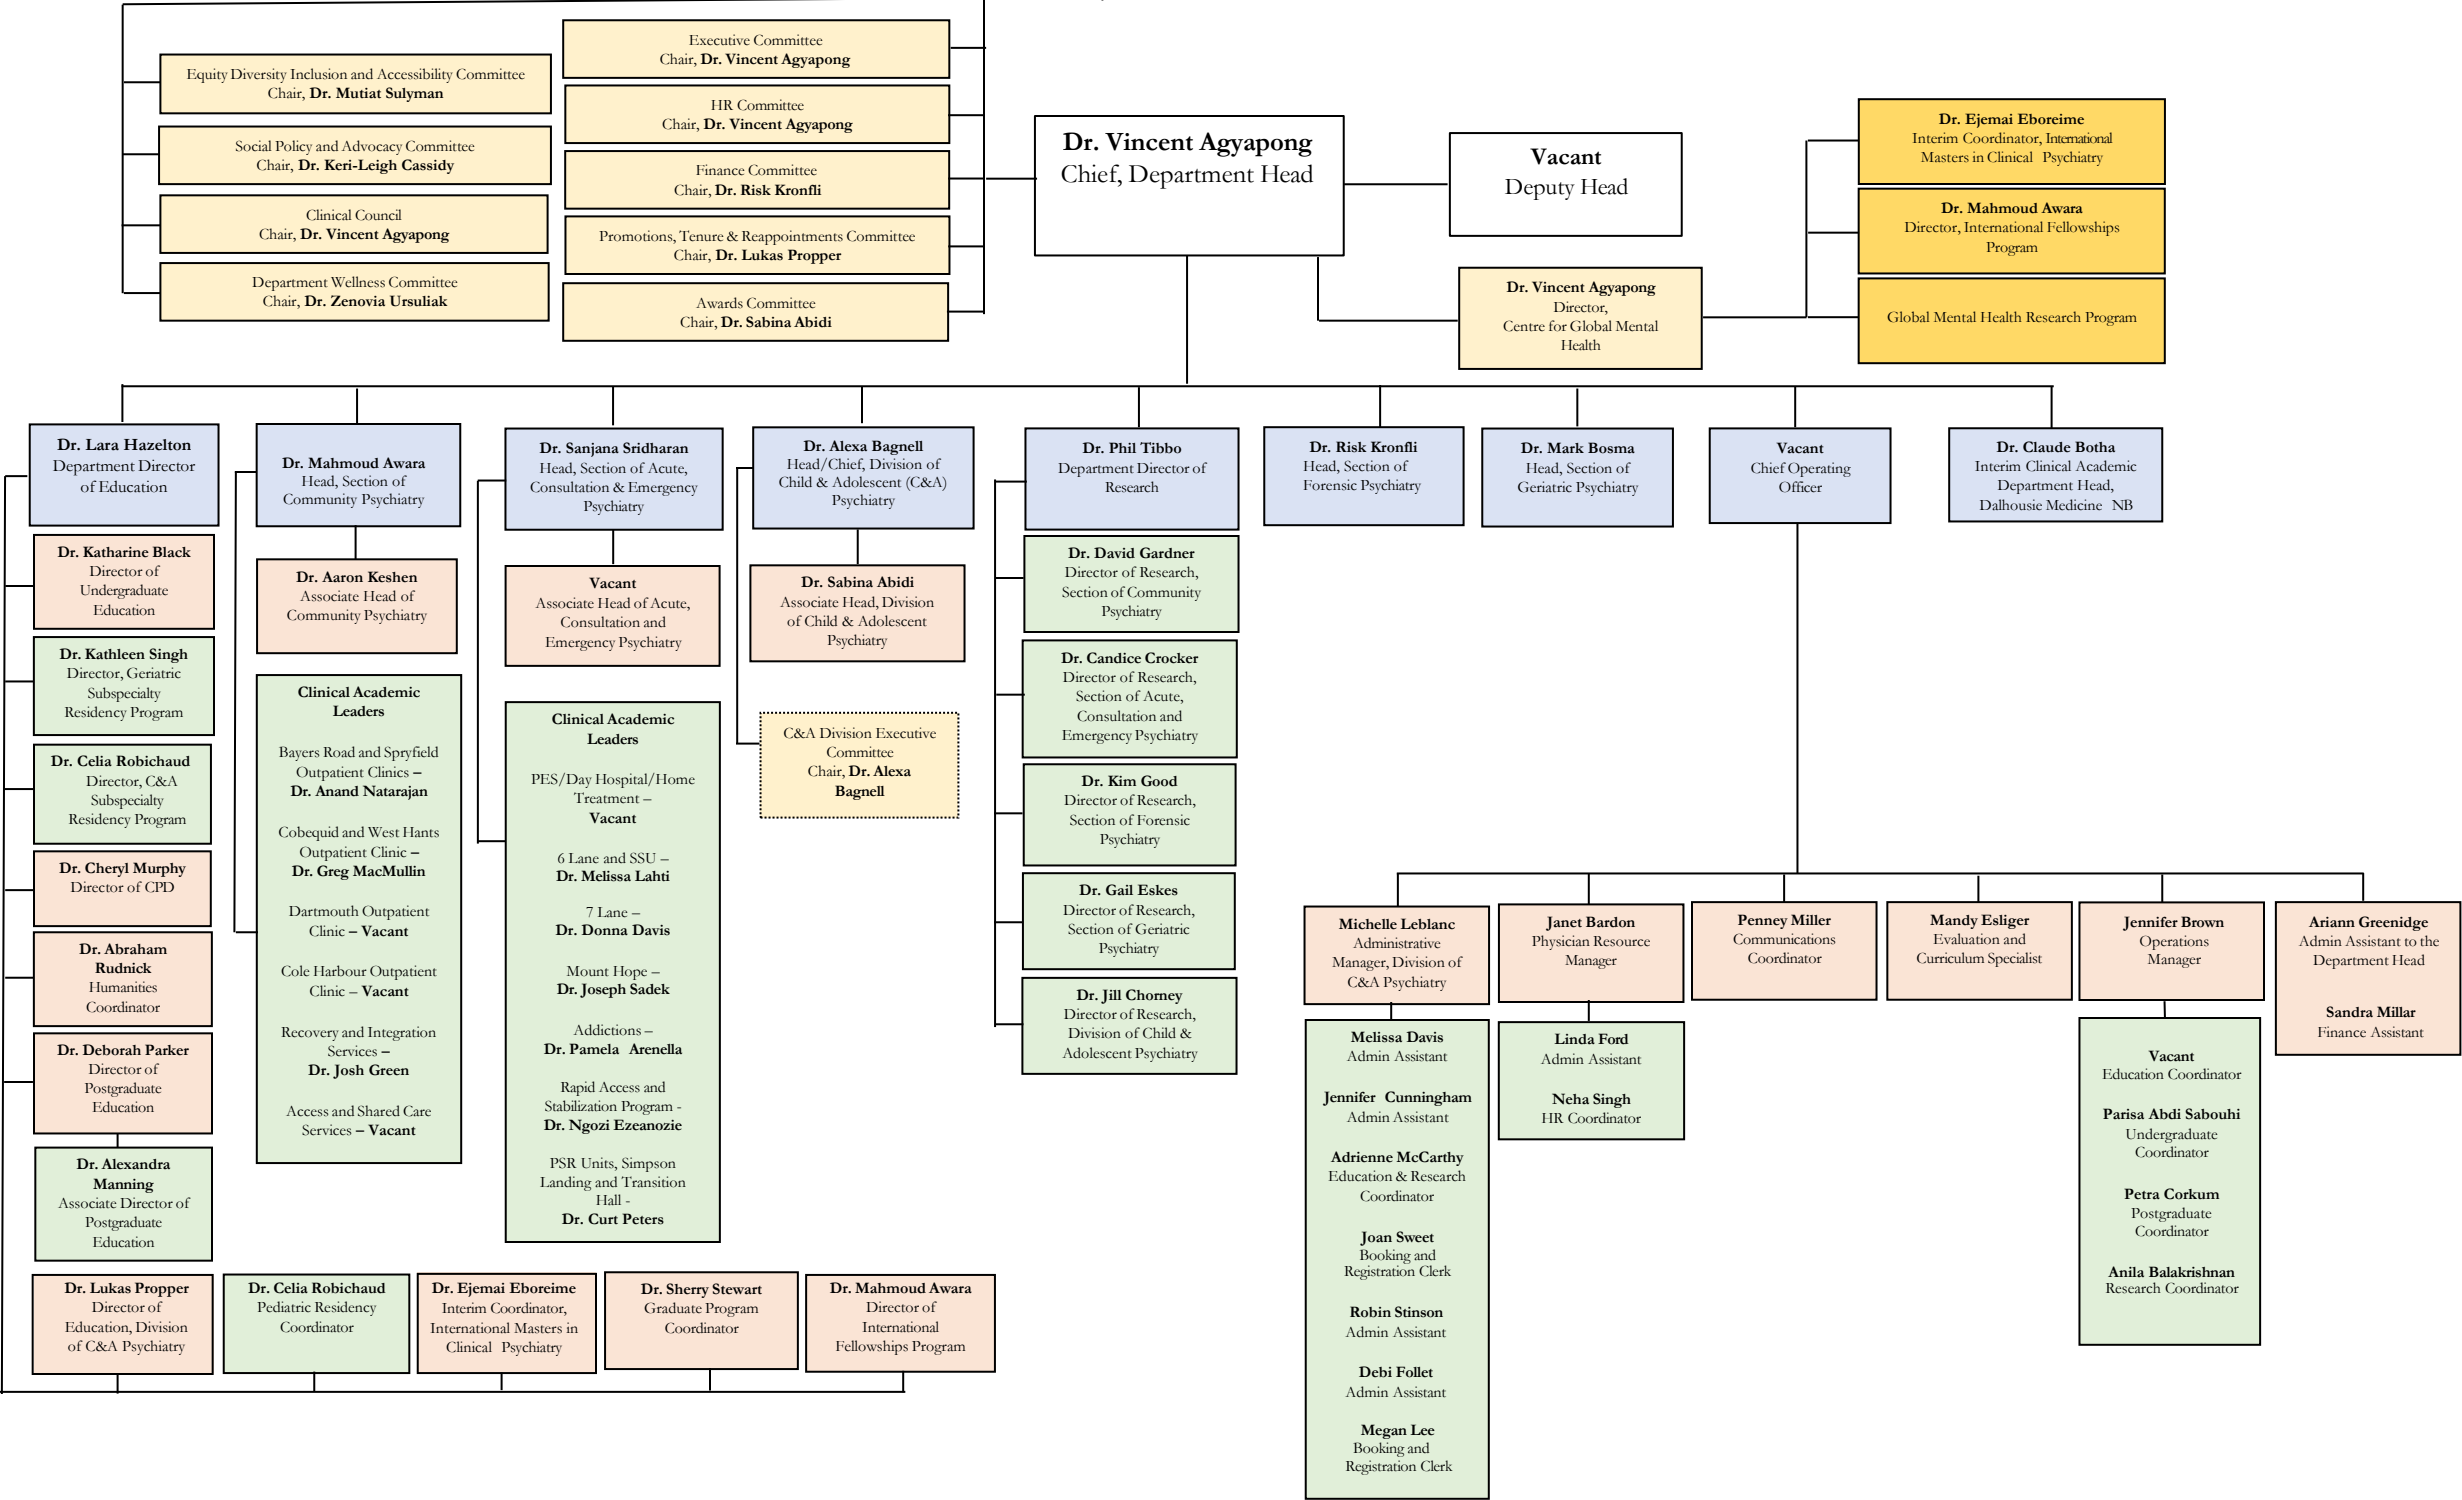 Executive Committee
Chair, Dr. Vincent Agyapong
Equity Diversity Inclusion and Accessibility Committee
Chair, Dr. Mutiat Sulyman
HR Committee
Chair, Dr. Vincent Agyapong
Social Policy and Advocacy Committee
Chair, Dr. Keri-Leigh Cassidy
Finance Committee
Chair, Dr. Risk Kronfli
Clinical Council
Chair, Dr. Vincent Agyapong
Promotions, Tenure & Reappointments Committee
Chair, Dr. Lukas Propper
Department Wellness Committee
Chair, Dr. Zenovia Ursuliak
Awards Committee
Chair, Dr. Sabina Abidi
Dr. Vincent Agyapong
Chief, Department Head
Vacant
Deputy Head
Dr. Vincent Agyapong
Director,
Centre for Global Mental
Health
Dr. Ejemai Eboreime
Interim Coordinator, International
Masters in Clinical Psychiatry
Dr. Mahmoud Awara
Director, International Fellowships
Program
Global Mental Health Research Program
Dr. Lara Hazelton
Department Director
of Education
Dr. Katharine Black
Director of
Undergraduate
Education
Dr. Kathleen Singh
Director, Geriatric
Subspecialty
Residency Program
Dr. Celia Robichaud
Director, C&A
Subspecialty
Residency Program
Dr. Cheryl Murphy
Director of CPD
Dr. Abraham
Rudnick
Humanities
Coordinator
Dr. Deborah Parker
Director of
Postgraduate
Education
Dr. Alexandra
Manning
Associate Director of
Postgraduate
Education
Dr. Lukas Propper
Director of
Education, Division
of C&A Psychiatry
Dr. Celia Robichaud
Pediatric Residency
Coordinator
Dr. Ejemai Eboreime
Interim Coordinator,
International Masters in
Clinical Psychiatry
Dr. Sherry Stewart
Graduate Program
Coordinator
Dr. Mahmoud Awara
Director of
International
Fellowships Program
Dr. Mahmoud Awara
Head, Section of
Community Psychiatry
Dr. Aaron Keshen
Associate Head of
Community Psychiatry
Clinical Academic
Leaders
Bayers Road and Spryfield
Outpatient Clinics –
Dr. Anand Natarajan
Cobequid and West Hants
Outpatient Clinic –
Dr. Greg MacMullin
Dartmouth Outpatient
Clinic – Vacant
Cole Harbour Outpatient
Clinic – Vacant
Recovery and Integration
Services –
Dr. Josh Green
Access and Shared Care
Services – Vacant
Dr. Sanjana Sridharan
Head, Section of Acute,
Consultation & Emergency
Psychiatry
Vacant
Associate Head of Acute,
Consultation and
Emergency Psychiatry
Clinical Academic
Leaders
PES/Day Hospital/Home
Treatment –
Vacant
6 Lane and SSU –
Dr. Melissa Lahti
7 Lane –
Dr. Donna Davis
Mount Hope –
Dr. Joseph Sadek
Addictions –
Dr. Pamela Arenella
Rapid Access and
Stabilization Program -
Dr. Ngozi Ezeanozie
PSR Units, Simpson
Landing and Transition
Hall -
Dr. Curt Peters
Dr. Alexa Bagnell
Head/Chief, Division of
Child & Adolescent (C&A)
Psychiatry
Dr. Sabina Abidi
Associate Head, Division
of Child & Adolescent
Psychiatry
C&A Division Executive
Committee
Chair, Dr. Alexa
Bagnell
Dr. Phil Tibbo
Department Director of
Research
Dr. David Gardner
Director of Research,
Section of Community
Psychiatry
Dr. Candice Crocker
Director of Research,
Section of Acute,
Consultation and
Emergency Psychiatry
Dr. Kim Good
Director of Research,
Section of Forensic
Psychiatry
Dr. Gail Eskes
Director of Research,
Section of Geriatric
Psychiatry
Dr. Jill Chorney
Director of Research,
Division of Child &
Adolescent Psychiatry
Dr. Risk Kronfli
Head, Section of
Forensic Psychiatry
Dr. Mark Bosma
Head, Section of
Geriatric Psychiatry
Vacant
Chief Operating
Officer
Dr. Claude Botha
Interim Clinical Academic
Department Head,
Dalhousie Medicine NB
Michelle Leblanc
Administrative
Manager, Division of
C&A Psychiatry
Melissa Davis
Admin Assistant
Jennifer Cunningham
Admin Assistant
Adrienne McCarthy
Education & Research
Coordinator
Joan Sweet
Booking and
Registration Clerk
Robin Stinson
Admin Assistant
Debi Follet
Admin Assistant
Megan Lee
Booking and
Registration Clerk
Janet Bardon
Physician Resource
Manager
Linda Ford
Admin Assistant
Neha Singh
HR Coordinator
Penney Miller
Communications
Coordinator
Mandy Esliger
Evaluation and
Curriculum Specialist
Jennifer Brown
Operations
Manager
Vacant
Education Coordinator
Parisa Abdi Sabouhi
Undergraduate
Coordinator
Petra Corkum
Postgraduate
Coordinator
Anila Balakrishnan
Research Coordinator
Ariann Greenidge
Admin Assistant to the
Department Head
Sandra Millar
Finance Assistant